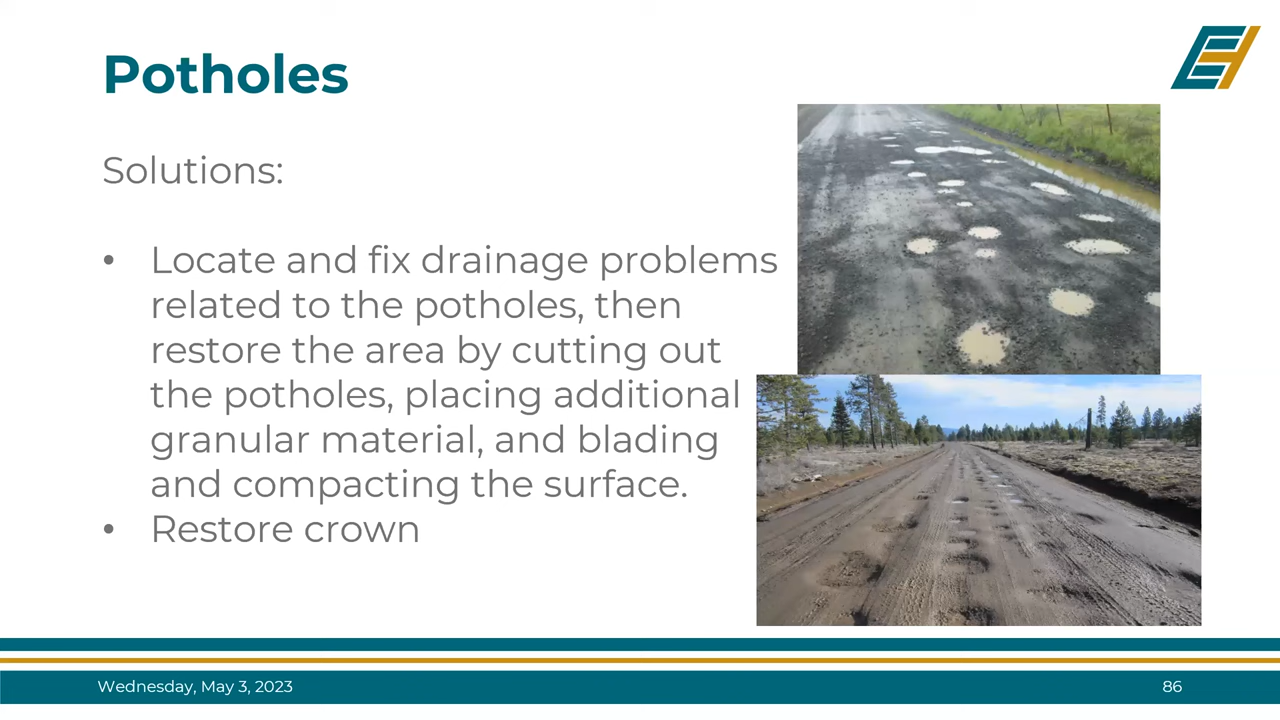 Potholes
Solutions:
• Locate and fix drainage problems
related to the potholes, then
restore the area by cutting out
the potholes, placing additional
granular material, and blading
and compacting the surface.
• Restore crown
Wednesday, May 3, 2023
86